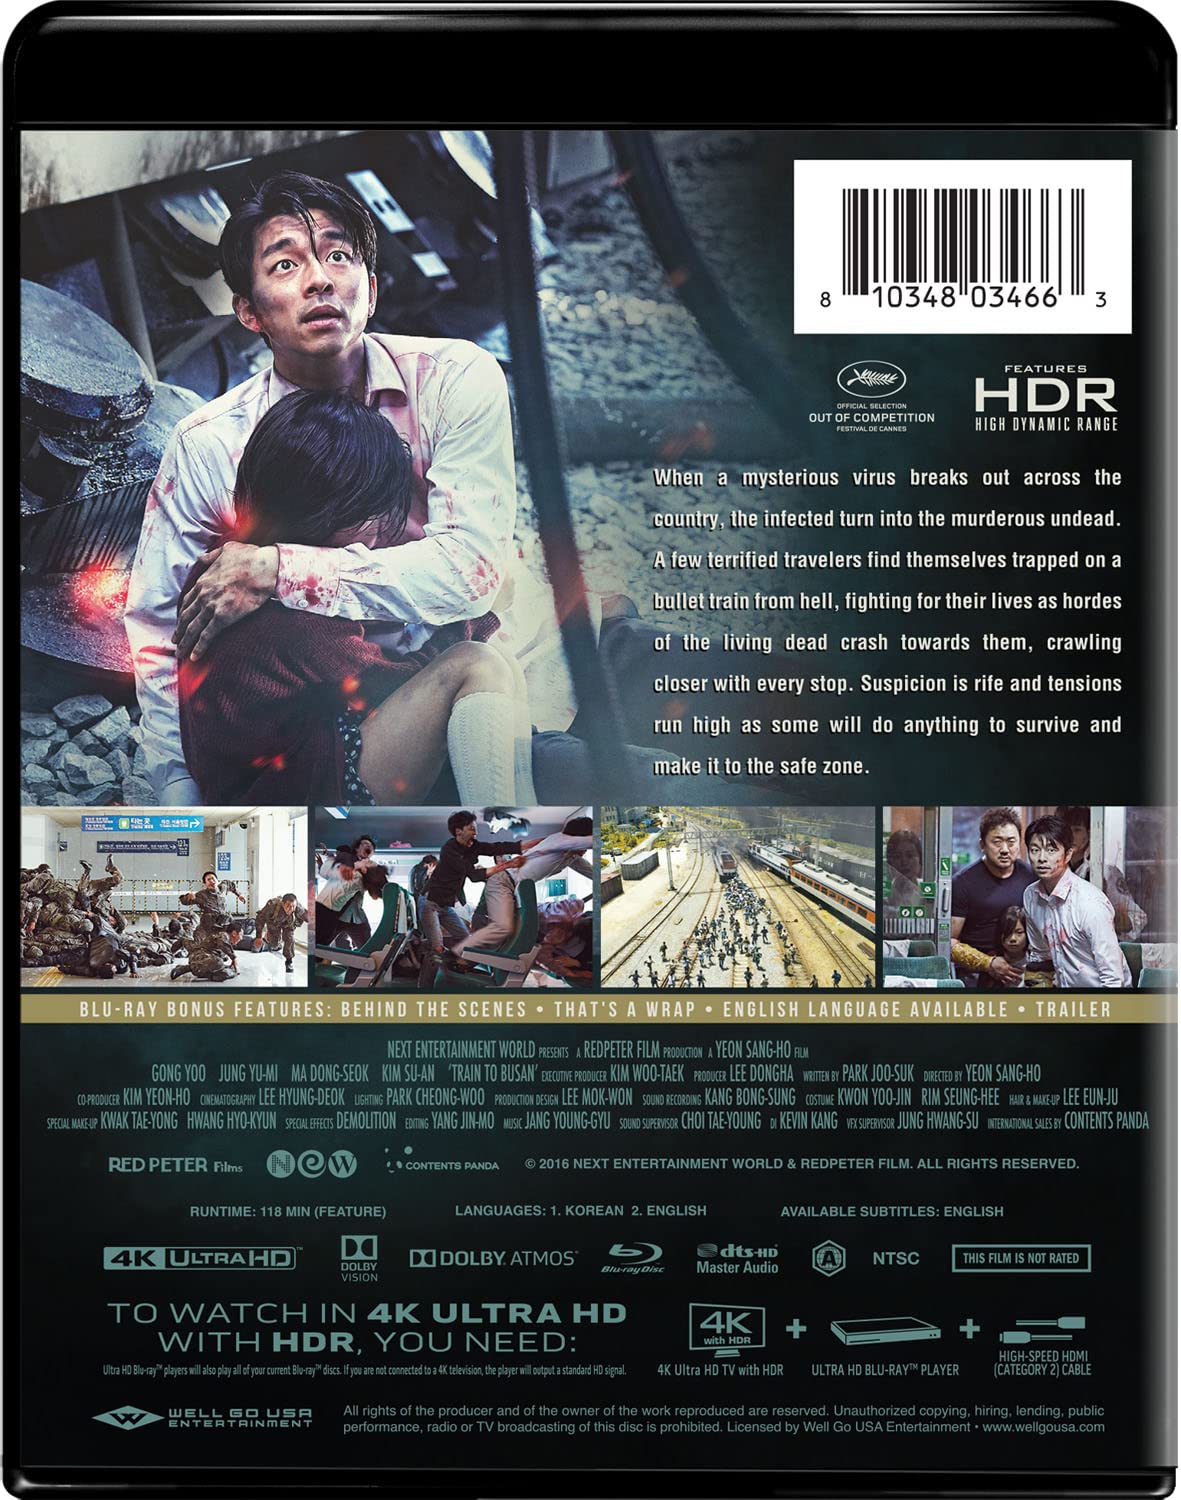 8 10348 03466 3
OFFICIAL SELECTION
OUT OF COMPETITION
FESTIVAL DE CANNES
FEATURES
HDR
HIGH DYNAMIC RANGE
When a mysterious virus breaks out across the
country, the infected turn into the murderous undead.
A few terrified travelers find themselves trapped on a
bullet train from hell, fighting for their lives as hordes
of the living dead crash towards them, crawling
closer with every stop. Suspicion is rife and tensions
run high as some will do anything to survive and
make it to the safe zone.
타는 곳
BLU-RAY BONUS FEATURES: BEHIND THE SCENES • THAT'S A WRAP • ENGLISH LANGUAGE AVAILABLE • TRAILER
NEXT ENTERTAINMENT WORLD PRESENTS A REDPETER FILM PRODUCTION A YEON SANG-HO FILM
GONG YOO JUNG YU-MI MA DONG-SEOK KIM SU-AN 'TRAIN TO BUSAN' EXECUTIVE PRODUCER KIM WOO-TAEK PRODUCER LEE DONGHA WRITTEN BY PARK JOO-SUK DIRECTED BY YEON SANG-HO
CO-PRODUCER KIM YEON-HO CINEMATOGRAPHY LEE HYUNG-DEOK LIGHTING PARK CHEONG-WOO PRODUCTION DESIGN LEE MOK-WON SOUND RECORDING KANG BONG-SUNG COSTUME KWON YOO-JIN RIM SEUNG-HEE HAIR & MAKE-UP LEE EUN-JU
SPECIAL MAKE-UP KWAK TAE-YONG HWANG HYO-KYUN SPECIAL EFFECTS DEMOLITION EDITING YANG JIN-MO MUSIC JANG YOUNG-GYU SOUND SUPERVISOR CHOI TAE-YOUNG DI KEVIN KANG VFX SUPERVISOR JUNG HWANG-SU INTERNATIONAL SALES BY CONTENTS PANDA
RED PETER Films NEW CONTENTS PANDA © 2016 NEXT ENTERTAINMENT WORLD & REDPETER FILM. ALL RIGHTS RESERVED.
RUNTIME: 118 MIN (FEATURE) LANGUAGES: 1. KOREAN 2. ENGLISH AVAILABLE SUBTITLES: ENGLISH
4K ULTRA HD™ DOLBY VISION DOLBY ATMOS® Blu-ray Disc dts-HD Master Audio A NTSC THIS FILM IS NOT RATED
TO WATCH IN 4K ULTRA HD
WITH HDR, YOU NEED:
Ultra HD Blu-ray™ players will also play all of your current Blu-ray™ discs. If you are not connected to a 4K television, the player will output a standard HD signal.
4K with HDR + +
4K Ultra HD TV with HDR ULTRA HD BLU-RAY™ PLAYER HIGH-SPEED HDMI (CATEGORY 2) CABLE
WELL GO USA
ENTERTAINMENT
All rights of the producer and of the owner of the work reproduced are reserved. Unauthorized copying, hiring, lending, public
performance, radio or TV broadcasting of this disc is prohibited. Licensed by Well Go USA Entertainment • www.wellgousa.com